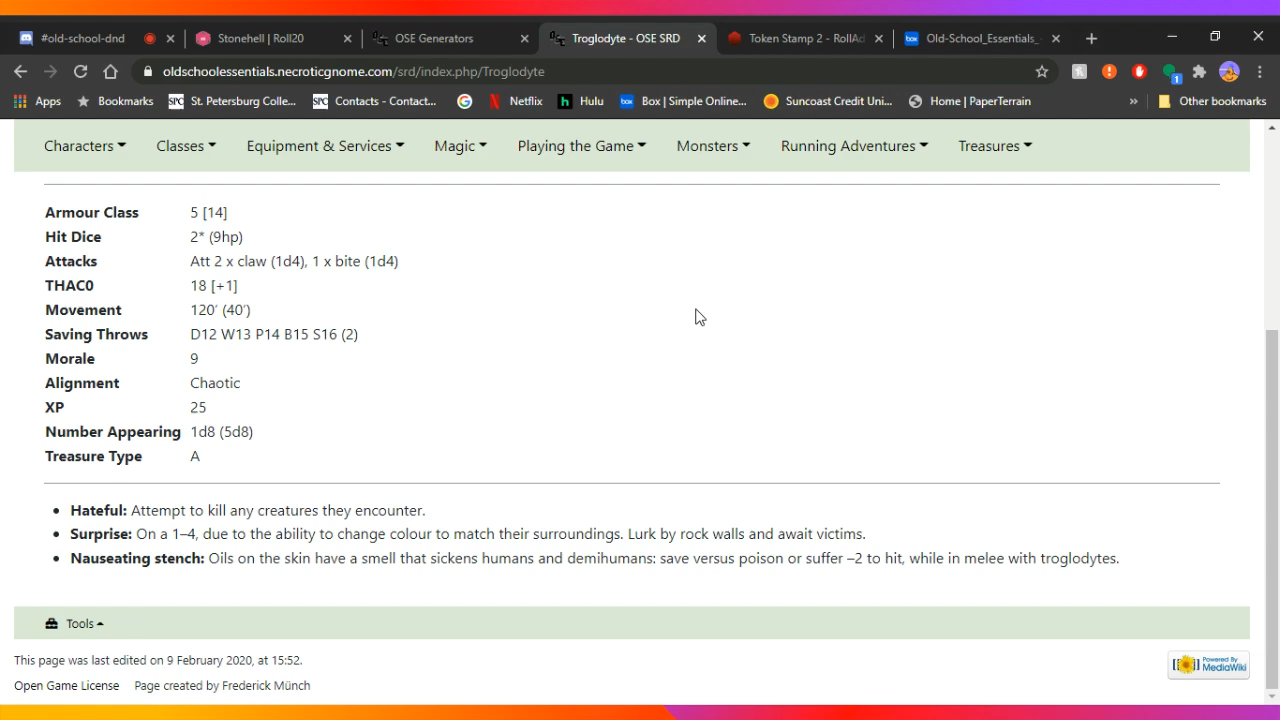 #old-school-dnd
Stonehell | Roll20
OSE Generators
Troglodyte - OSE SRD
Token Stamp 2 - RollAd
Old-School_Essentials_-
oldschoolessentials.necroticgnome.com/srd/index.php/Troglodyte
1
Apps
Bookmarks
SPC St. Petersburg Colle...
SPC Contacts - Contact...
G
N Netflix
h Hulu
box Box | Simple Online...
Suncoast Credit Uni...
Home | PaperTerrain
»
Other bookmarks
Characters Classes Equipment & Services Magic Playing the Game Monsters Running Adventures Treasures
Armour Class 5 [14]
Hit Dice 2* (9hp)
Attacks Att 2 x claw (1d4), 1 x bite (1d4)
THAC0 18 [+1]
Movement 120′ (40′)
Saving Throws D12 W13 P14 B15 S16 (2)
Morale 9
Alignment Chaotic
XP 25
Number Appearing 1d8 (5d8)
Treasure Type A
• Hateful: Attempt to kill any creatures they encounter.
• Surprise: On a 1–4, due to the ability to change colour to match their surroundings. Lurk by rock walls and await victims.
• Nauseating stench: Oils on the skin have a smell that sickens humans and demihumans: save versus poison or suffer –2 to hit, while in melee with troglodytes.
Tools
This page was last edited on 9 February 2020, at 15:52.
Powered By
MediaWiki
Open Game License Page created by Frederick Münch